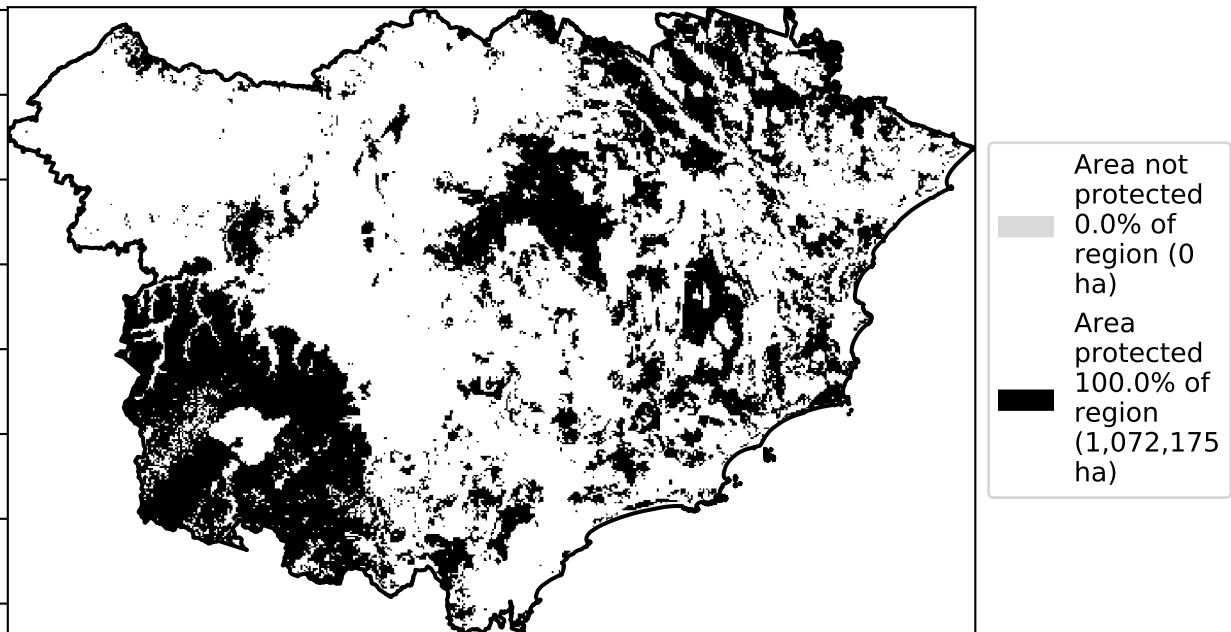 Area not
protected
0.0% of
region (0
ha)
Area
protected
100.0% of
region
(1,072,175
ha)